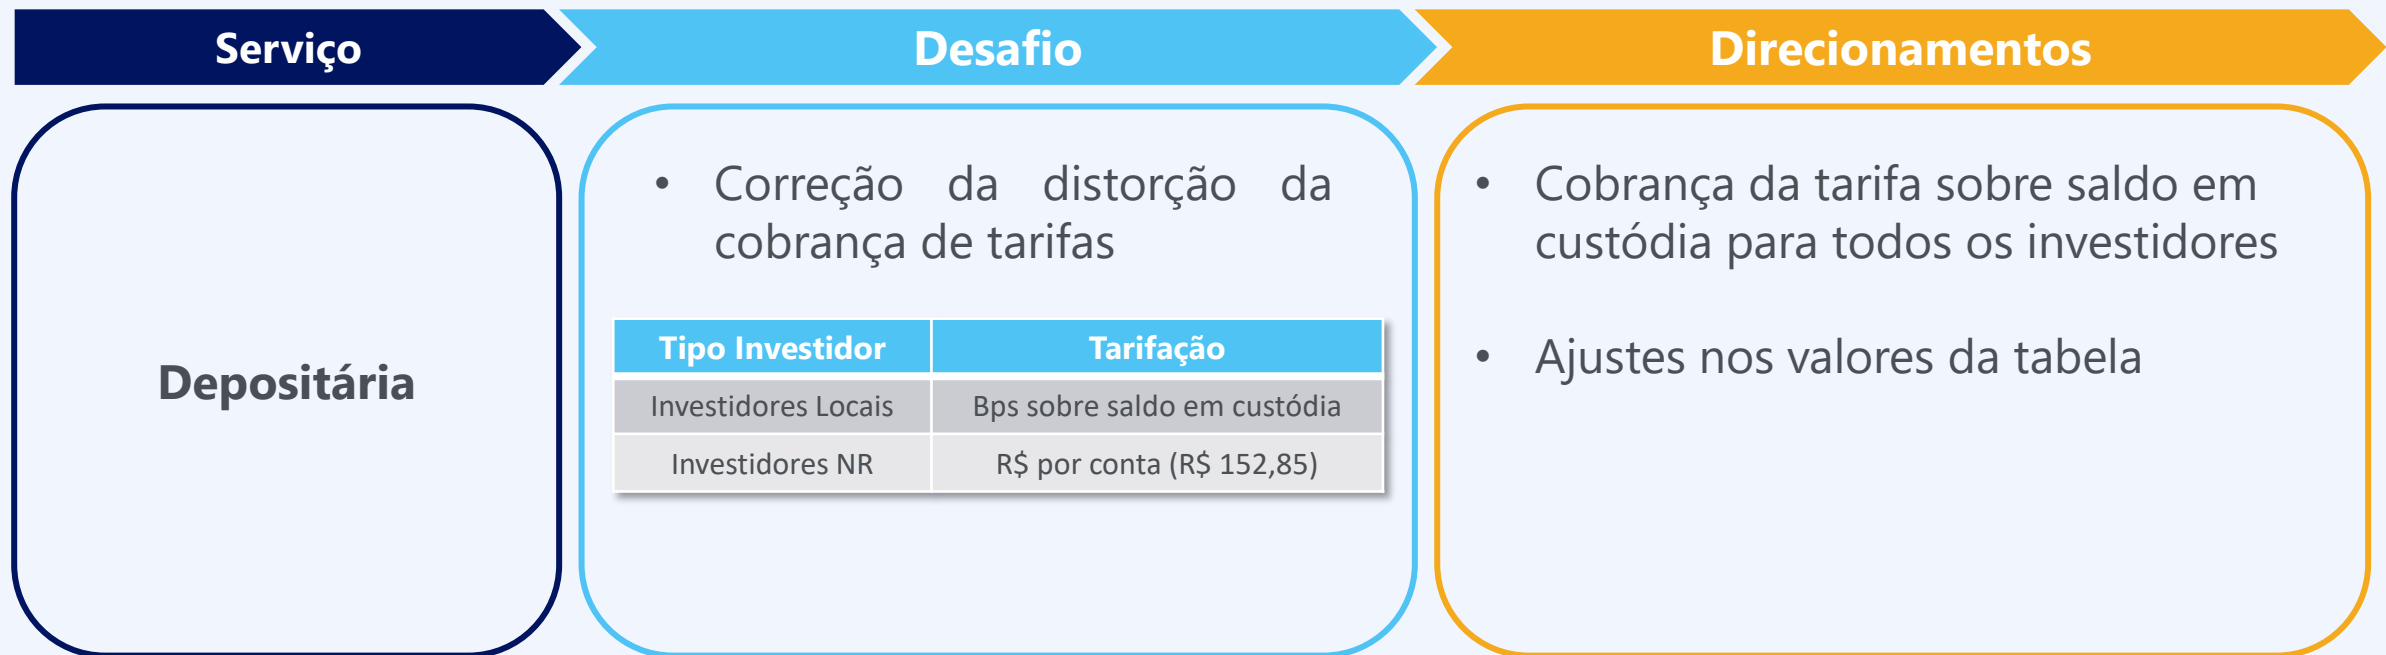 Serviço
Desafio
Direcionamentos
Depositária
• Correção da distorção da
cobrança de tarifas
Tipo Investidor Tarifação
Investidores Locais Bps sobre saldo em custódia
Investidores NR R$ por conta (R$ 152,85)
• Cobrança da tarifa sobre saldo em
custódia para todos os investidores
• Ajustes nos valores da tabela